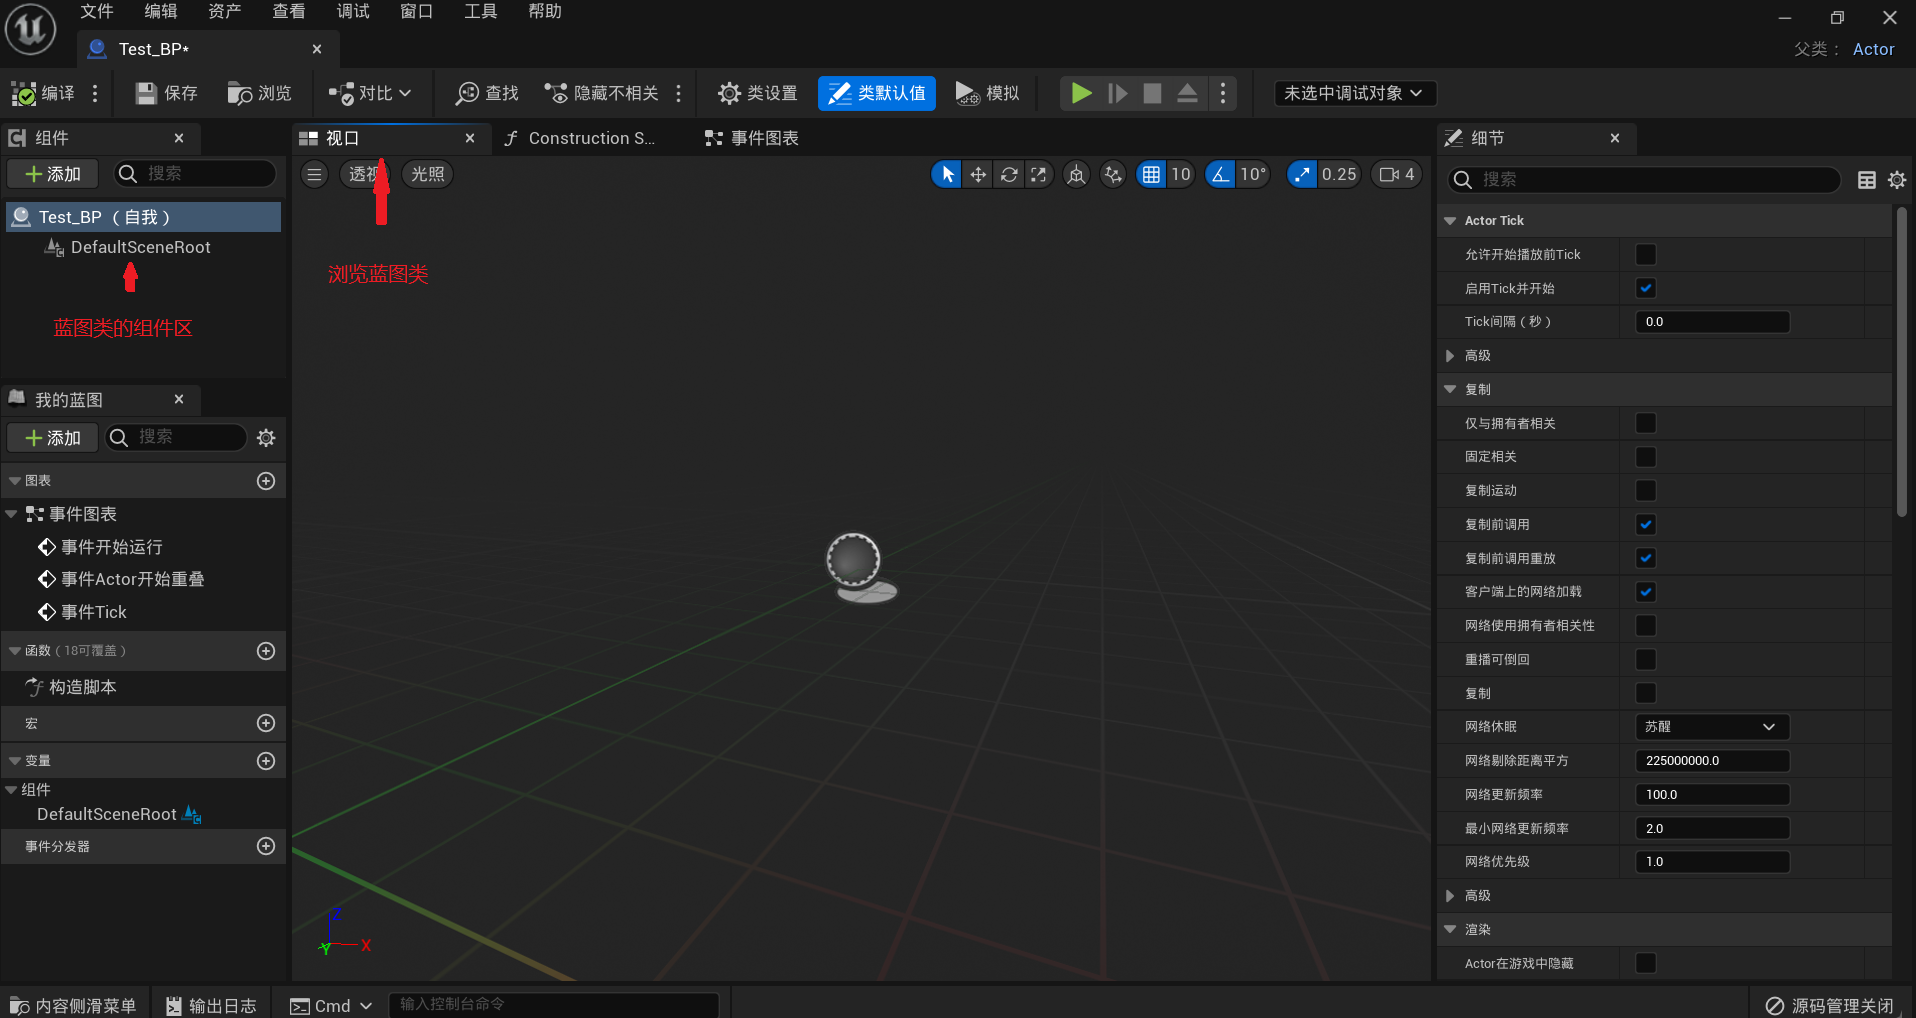 文件 编辑 资产 查看 调试 窗口 工具 帮助
Test_BP*
父类： Actor
编译 保存 浏览 对比 查找 隐藏不相关 类设置 类默认值 模拟 未选中调试对象
组件
添加 搜索
Test_BP （自我）
DefaultSceneRoot
蓝图类的组件区
我的蓝图
添加 搜索
图表
事件图表
事件开始运行
事件Actor开始重叠
事件Tick
函数（18可覆盖）
构造脚本
宏
变量
组件
DefaultSceneRoot
事件分发器
视口 Construction S... 事件图表
透视 光照 10 10° 0.25 4
浏览蓝图类
Z
Y X
细节
搜索
Actor Tick
允许开始播放前Tick
启用Tick并开始
Tick间隔（秒） 0.0
高级
复制
仅与拥有者相关
固定相关
复制运动
复制前调用
复制前调用重放
客户端上的网络加载
网络使用拥有者相关性
重播可倒回
复制
网络休眠 苏醒
网络剔除距离平方 225000000.0
网络更新频率 100.0
最小网络更新频率 2.0
网络优先级 1.0
高级
渲染
Actor在游戏中隐藏
内容侧滑菜单 输出日志 Cmd 输入控制台命令 源码管理关闭